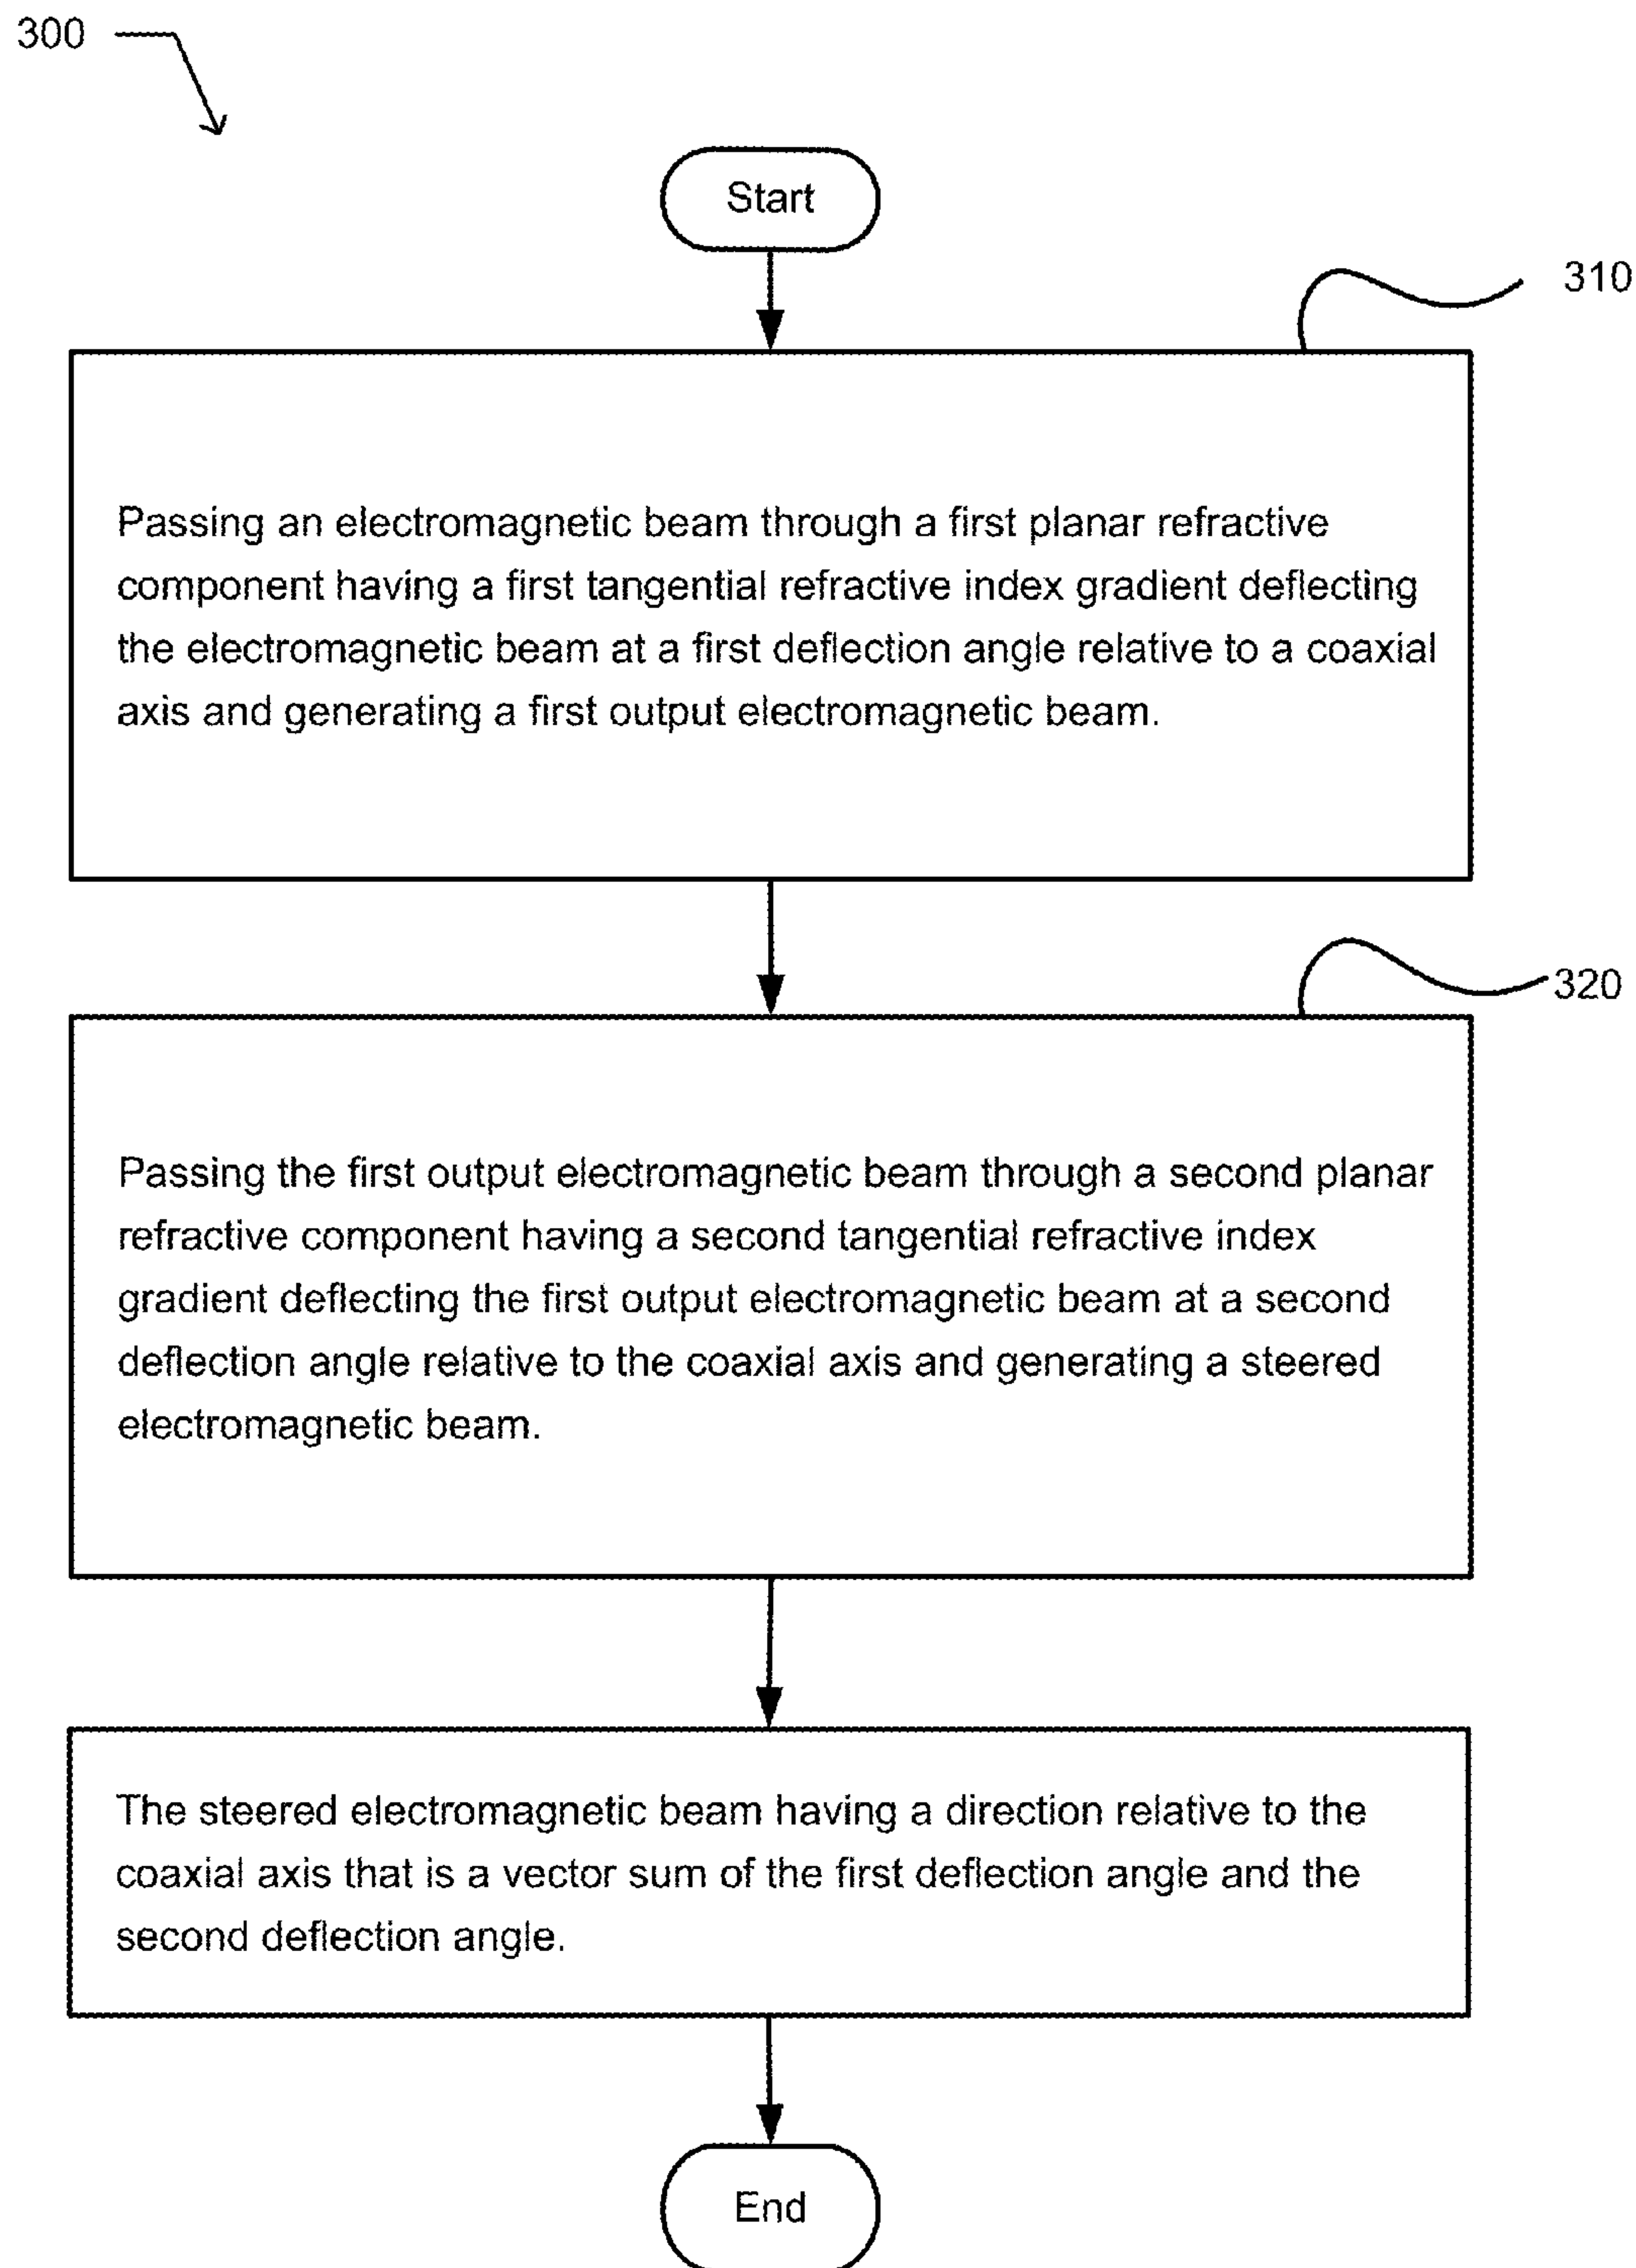 300
Start
310
Passing an electromagnetic beam through a first planar refractive
component having a first tangential refractive index gradient deflecting
the electromagnetic beam at a first deflection angle relative to a coaxial
axis and generating a first output electromagnetic beam.
320
Passing the first output electromagnetic beam through a second planar
refractive component having a second tangential refractive index
gradient deflecting the first output electromagnetic beam at a second
deflection angle relative to the coaxial axis and generating a steered
electromagnetic beam.
The steered electromagnetic beam having a direction relative to the
coaxial axis that is a vector sum of the first deflection angle and the
second deflection angle.
End